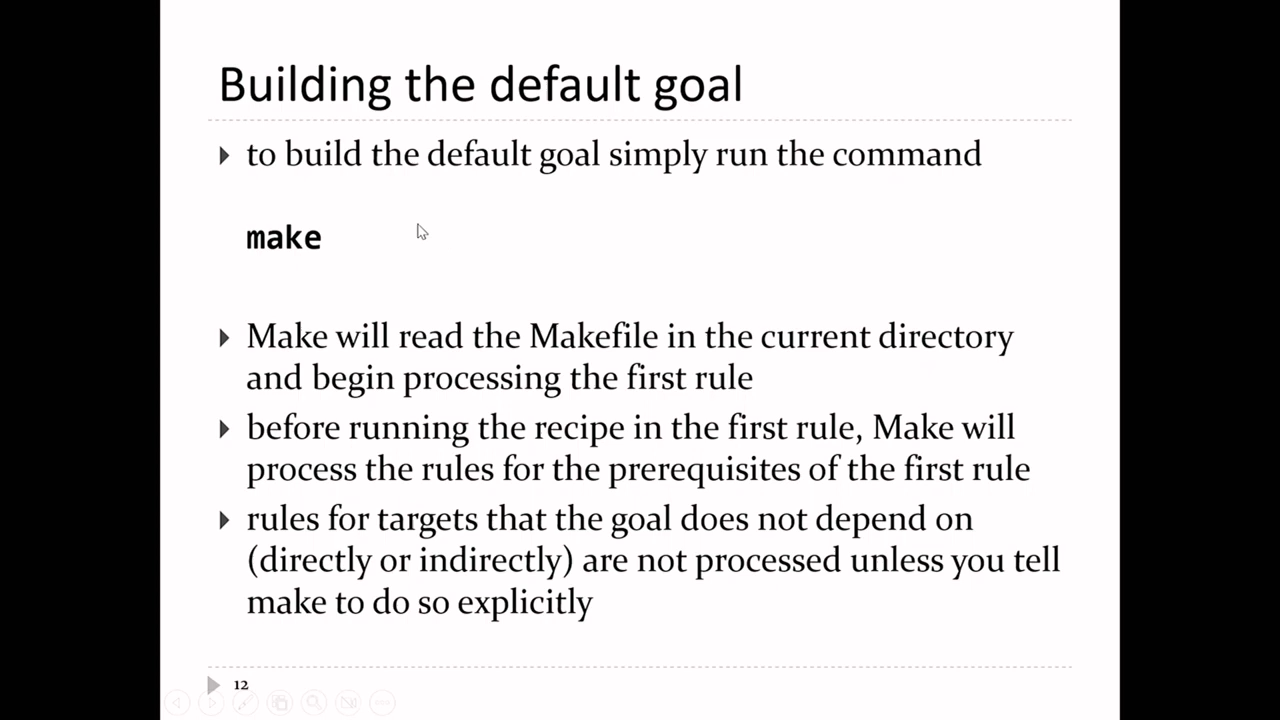 Building the default goal
to build the default goal simply run the command
make
Make will read the Makefile in the current directory
and begin processing the first rule
before running the recipe in the first rule, Make will
process the rules for the prerequisites of the first rule
rules for targets that the goal does not depend on
(directly or indirectly) are not processed unless you tell
make to do so explicitly
12